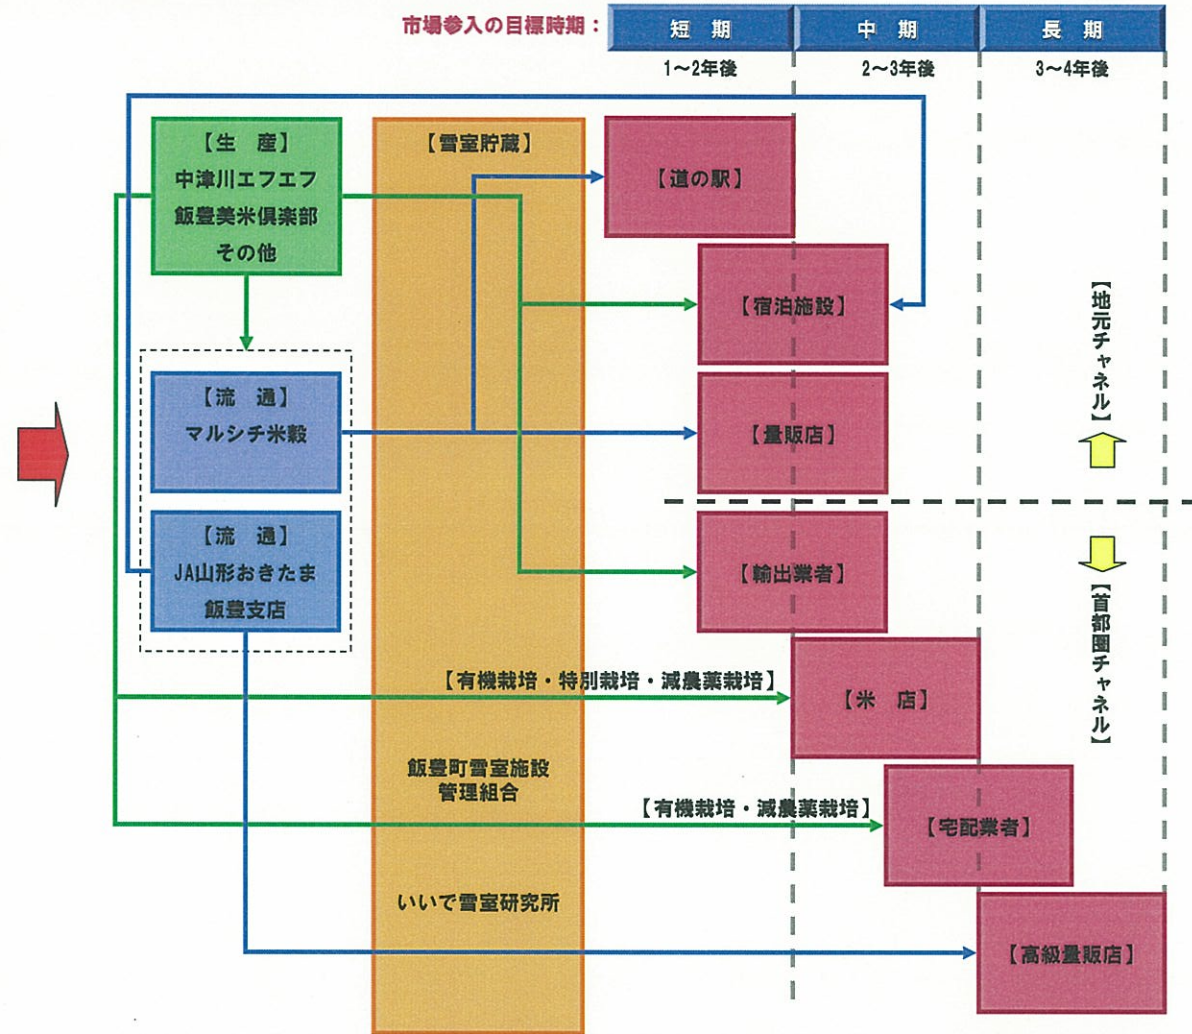 市場参入の目標時期：
短　期
中　期
長　期
1～2年後
2～3年後
3～4年後
【生　産】
中津川エフエフ
飯豊美米倶楽部
その他
【雪室貯蔵】
【道の駅】
【宿泊施設】
【地元チャネル】
【流　通】
マルシチ米穀
【量販店】
【流　通】
JA山形おきたま
飯豊支店
【輸出業者】
【首都圏チャネル】
【有機栽培・特別栽培・減農薬栽培】
【米　店】
飯豊町雪室施設
管理組合
【有機栽培・減農薬栽培】
【宅配業者】
いいで雪室研究所
【高級量販店】